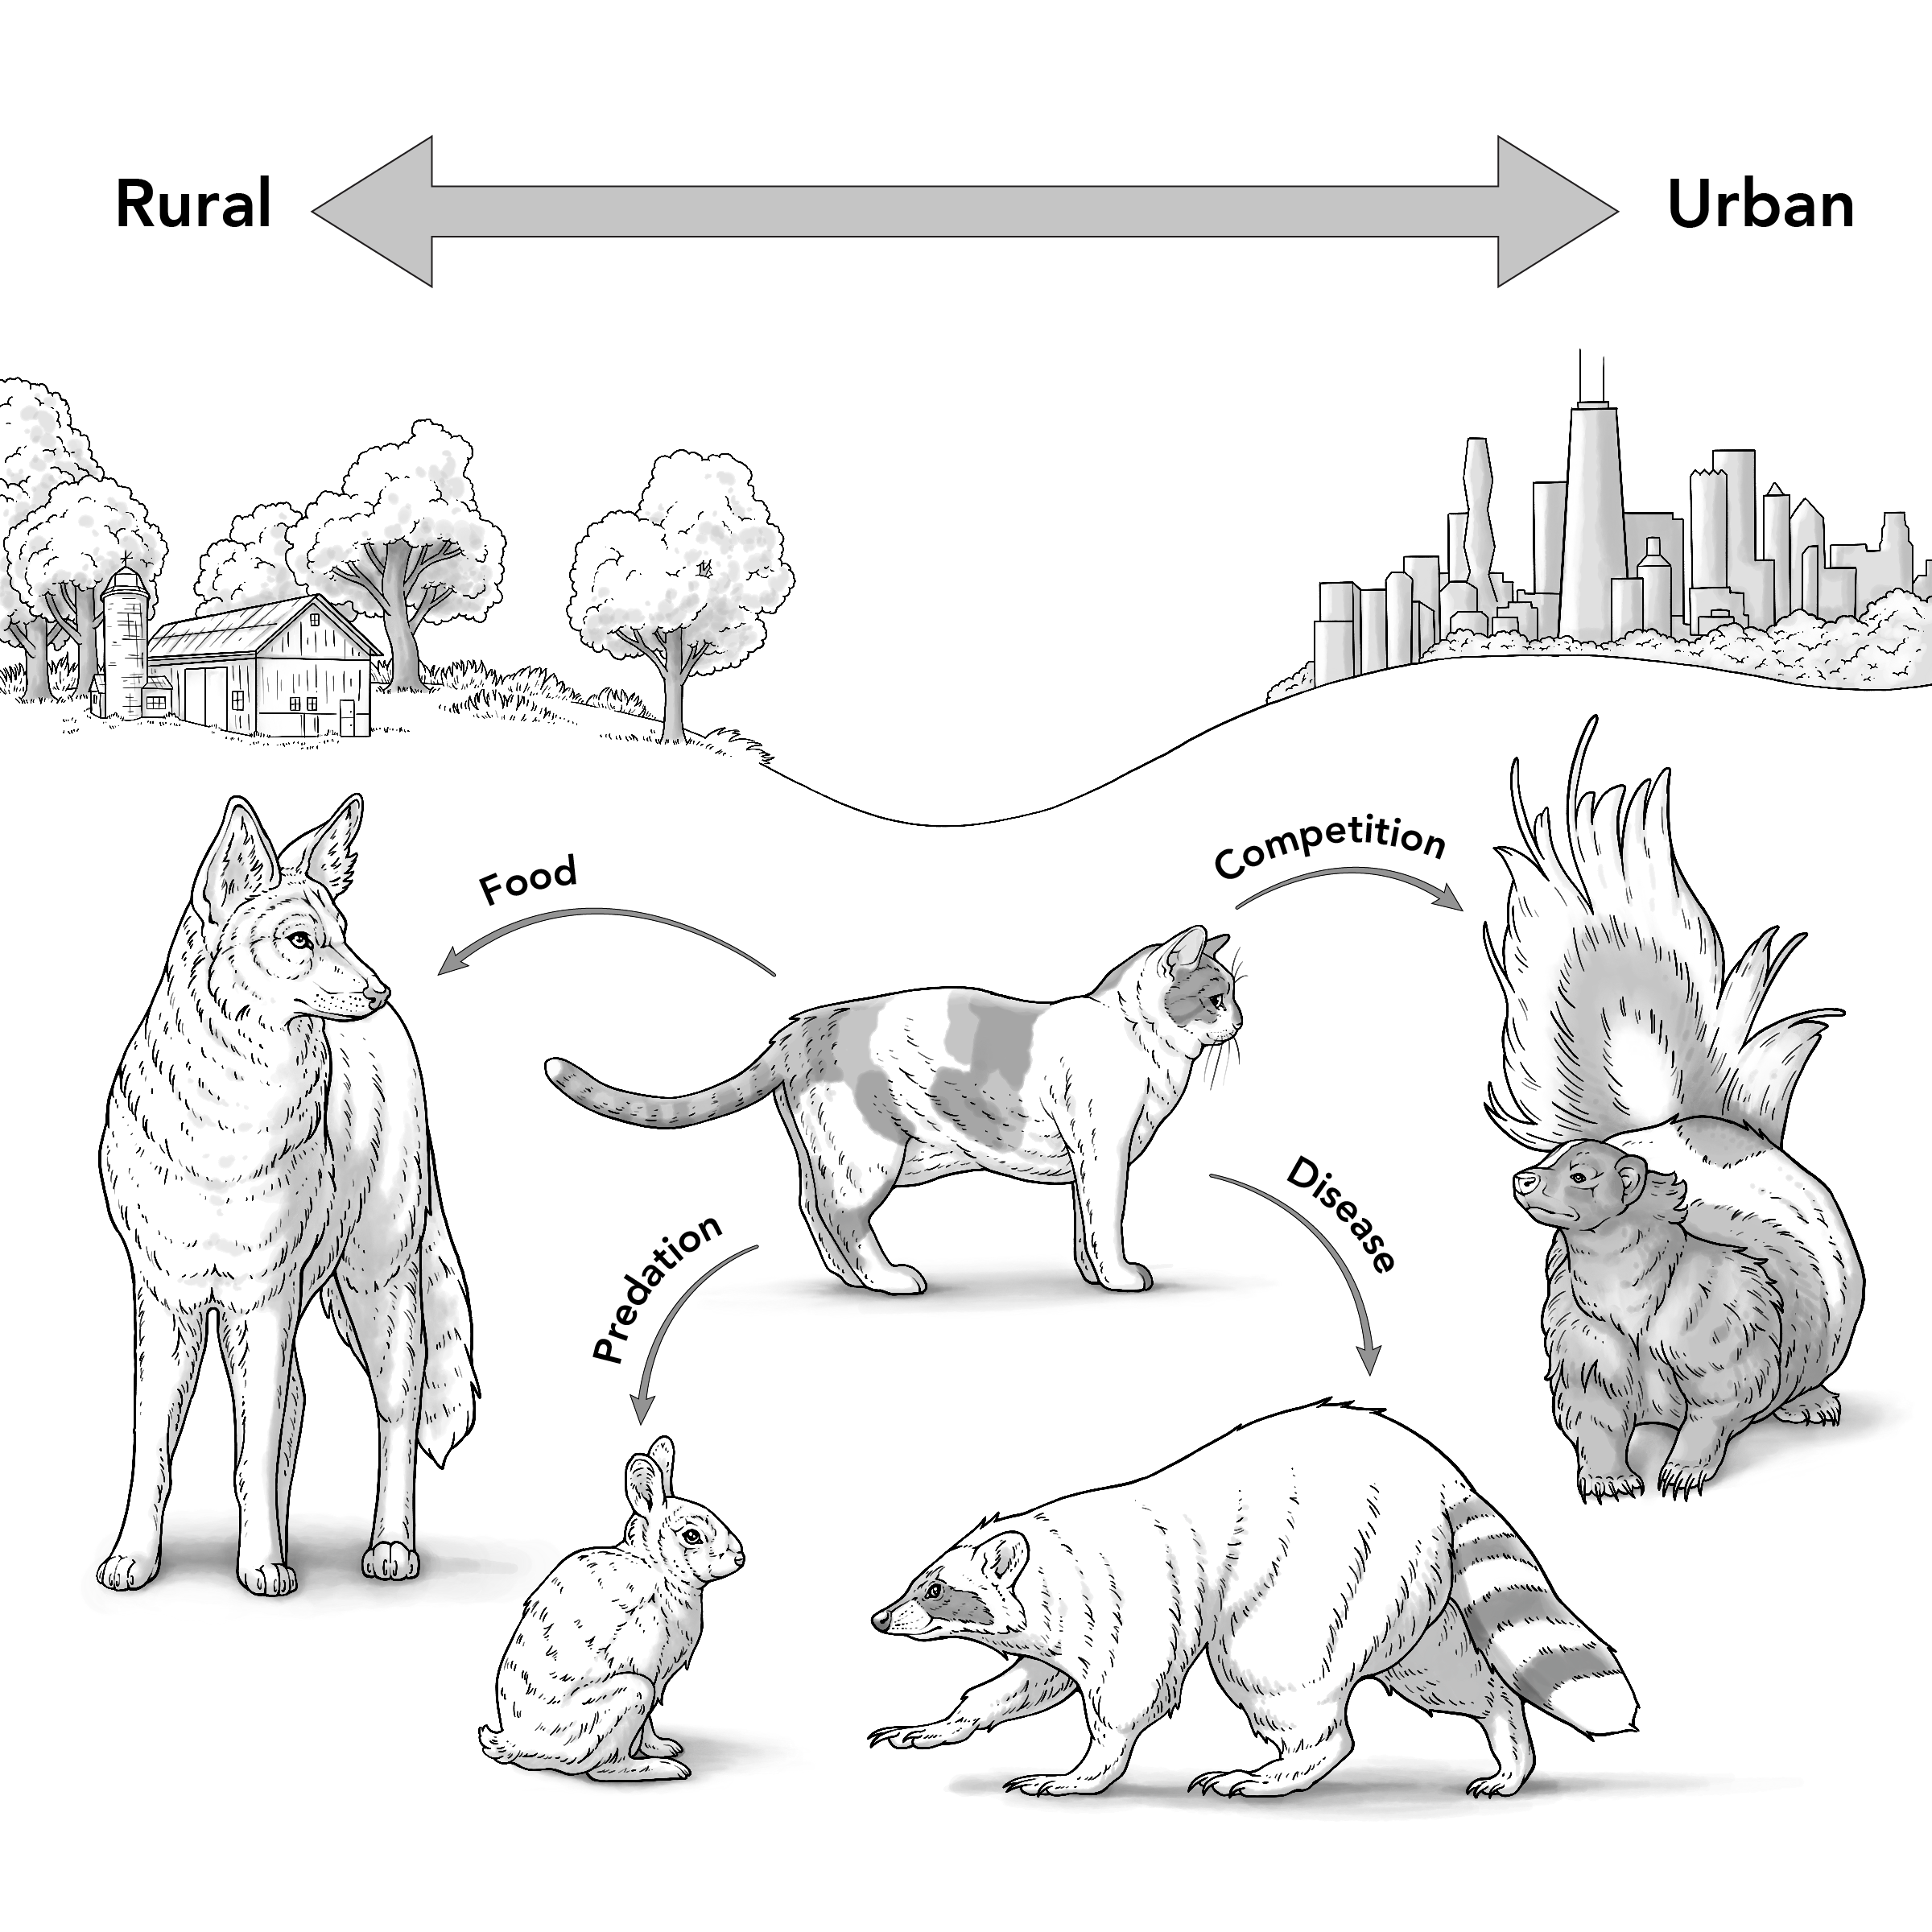 Rural
Urban
Food
Competition
Predation
Disease